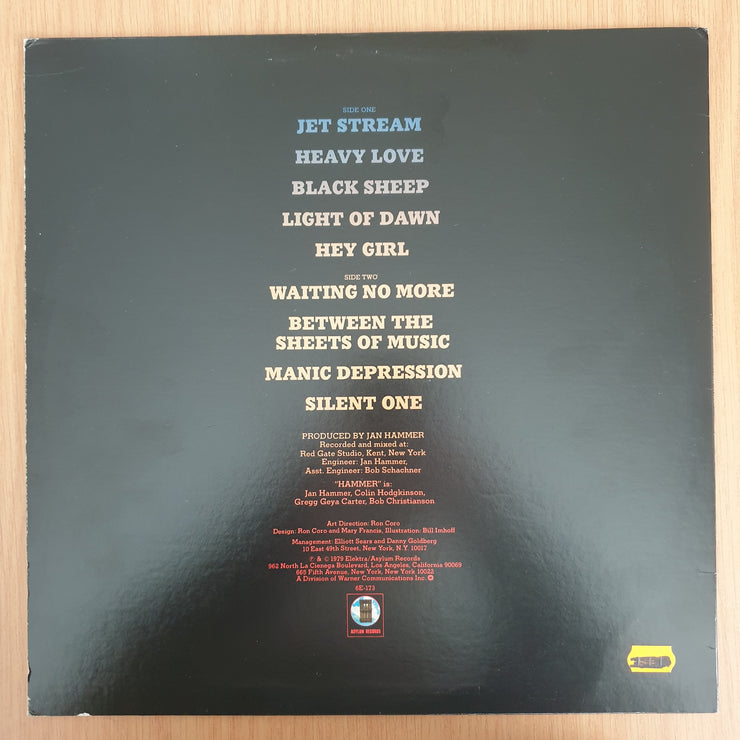 SIDE ONE
JET STREAM
HEAVY LOVE
BLACK SHEEP
LIGHT OF DAWN
HEY GIRL
SIDE TWO
WAITING NO MORE
BETWEEN THE
SHEETS OF MUSIC
MANIC DEPRESSION
SILENT ONE
PRODUCED BY JAN HAMMER
Recorded and mixed at:
Red Gate Studio, Kent, New York
Engineer: Jan Hammer,
Asst. Engineer: Bob Schachner
"HAMMER" is:
Jan Hammer, Colin Hodgkinson,
Gregg Geya Carter, Bob Christianson
Art Direction: Ron Coro
Design: Ron Coro and Mary Francis, Illustration: Bill Imhoff
Management: Elliott Sears and Danny Goldberg
10 East 49th Street, New York, N.Y. 10017
℗ & © 1979 Elektra/Asylum Records
962 North La Cienega Boulevard, Los Angeles, California 90069
665 Fifth Avenue, New York, New York 10022
A Division of Warner Communications Inc.
6E-173
ASYLUM RECORDS